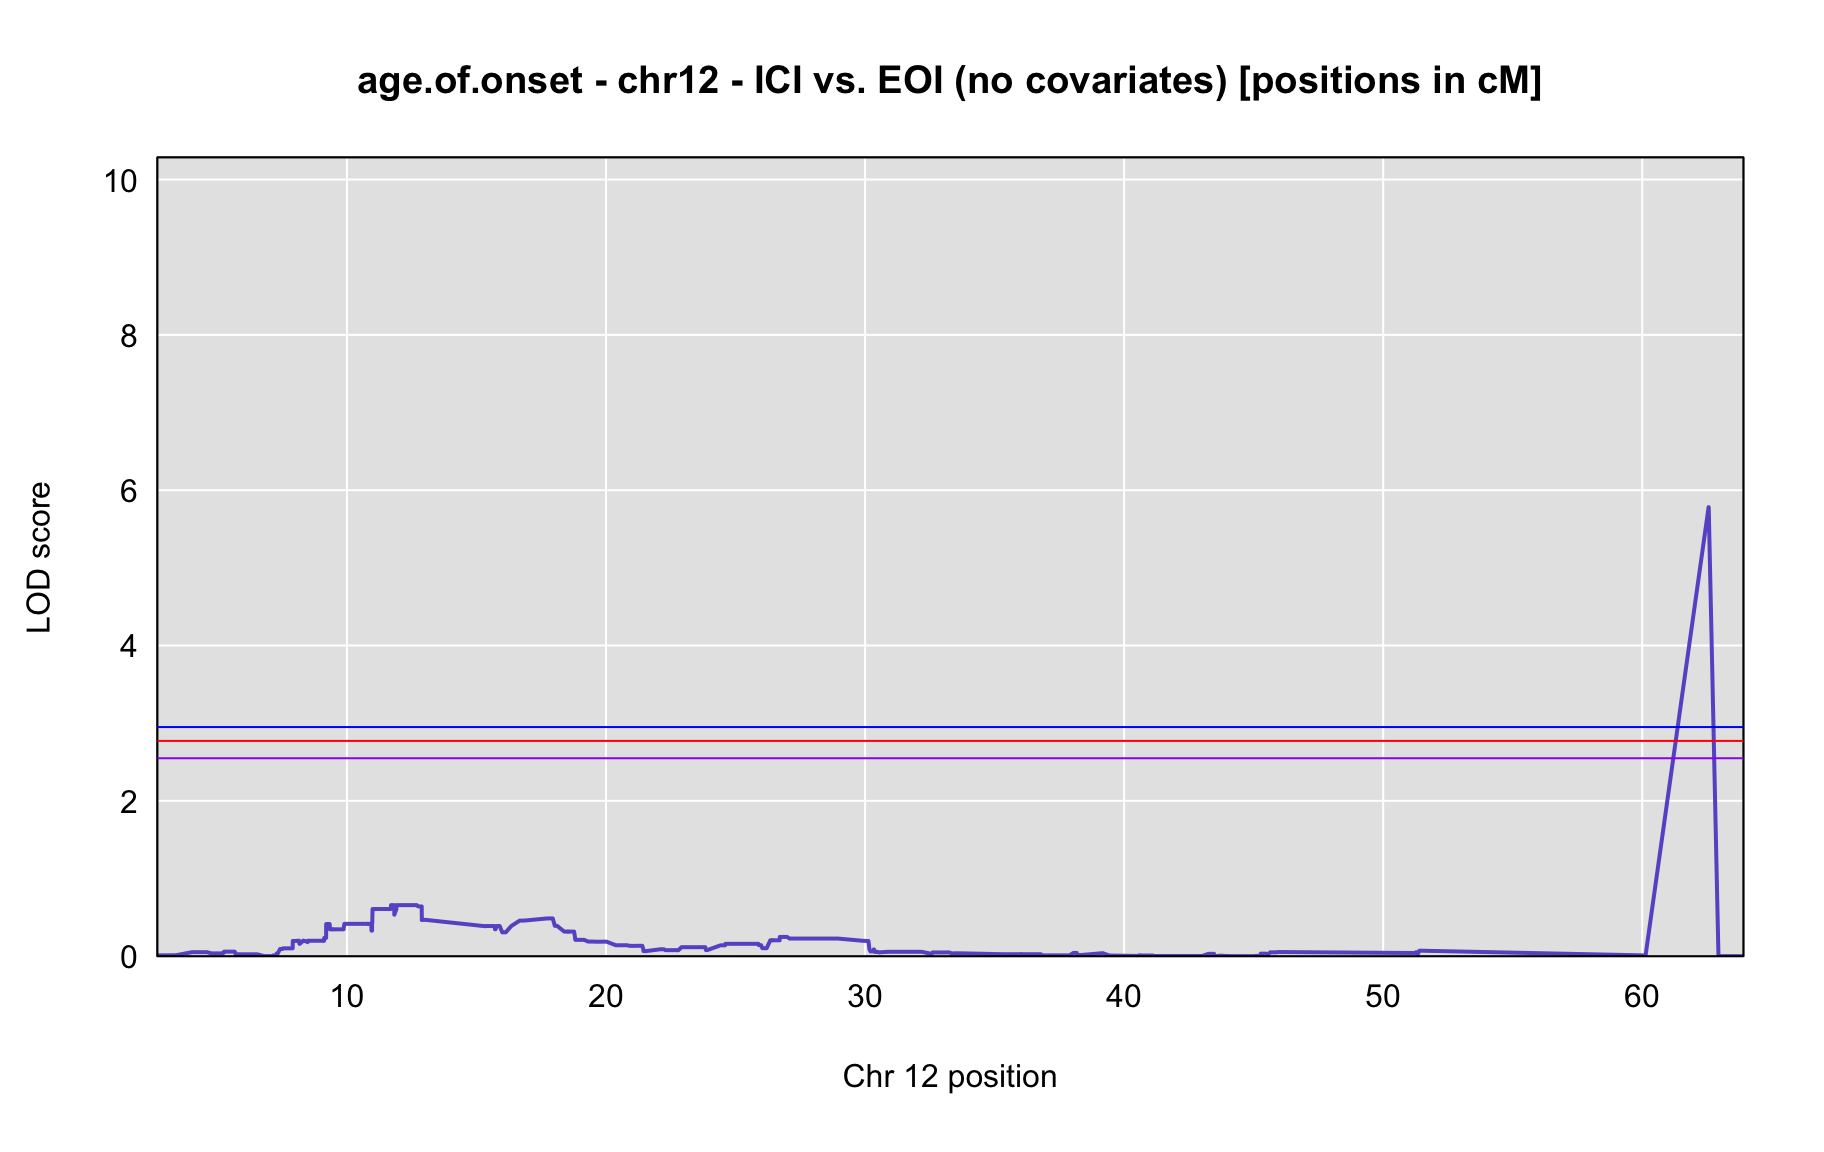 age.of.onset - chr12 - ICI vs. EOI (no covariates) [positions in cM]
10
8
6
4
2
0
LOD score
10 20 30 40 50 60
Chr 12 position